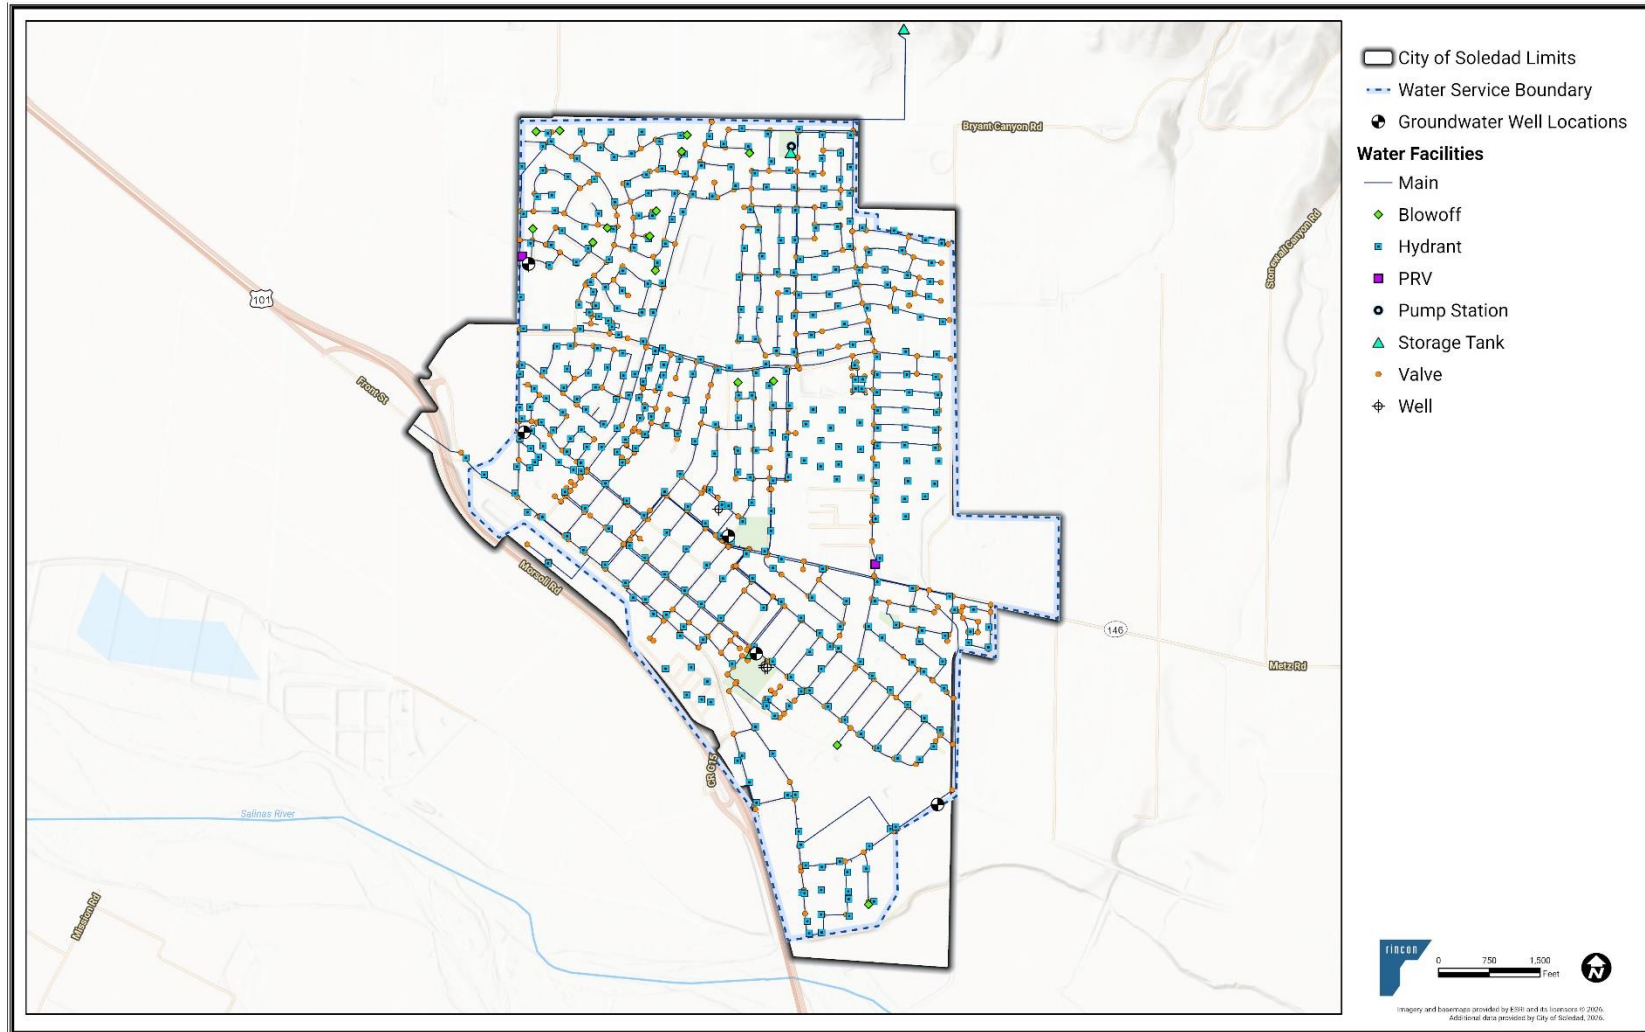 Bryant Canyon Rd
Stonewall Canyon Rd
101
Front St
Morsoli Rd
146
Metz Rd
CR G15
Salinas River
Mission Rd
City of Soledad Limits
Water Service Boundary
Groundwater Well Locations
Water Facilities
Main
Blowoff
Hydrant
PRV
Pump Station
Storage Tank
Valve
Well
rincon
0 750 1,500
Feet
N
Imagery and basemaps provided by ESRI and its licensors © 2026.
Additional data provided by City of Soledad, 2026.